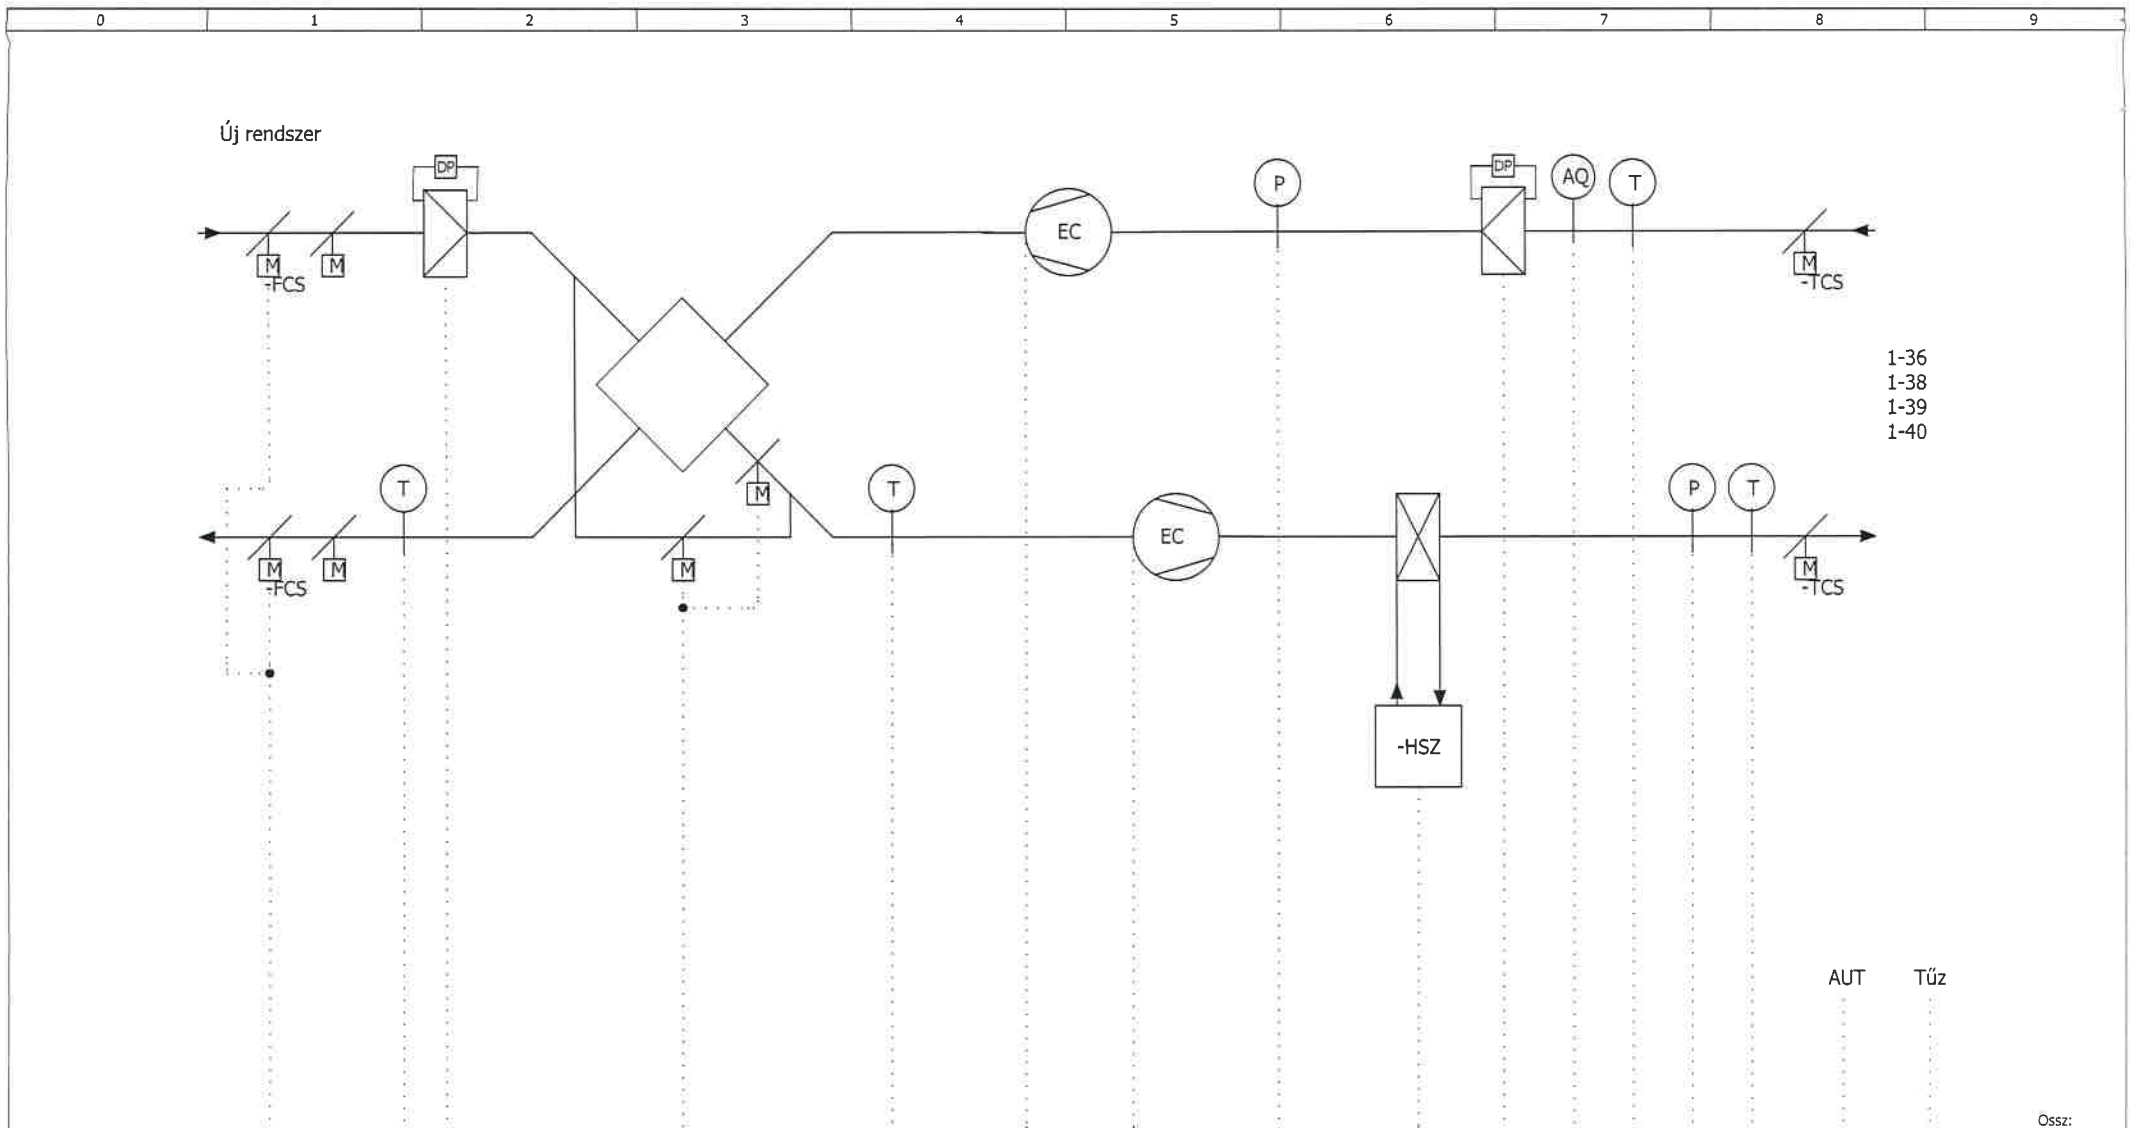 0 1 2 3 4 5 6 7 8 9
Új rendszer
DP DP
P AQ T
EC
M M M
-FCS -TCS
1-36
1-38
1-39
1-40
T M T P T
EC
M M M M
-FCS -TCS
-HSZ
AUT Tűz
Ossz: